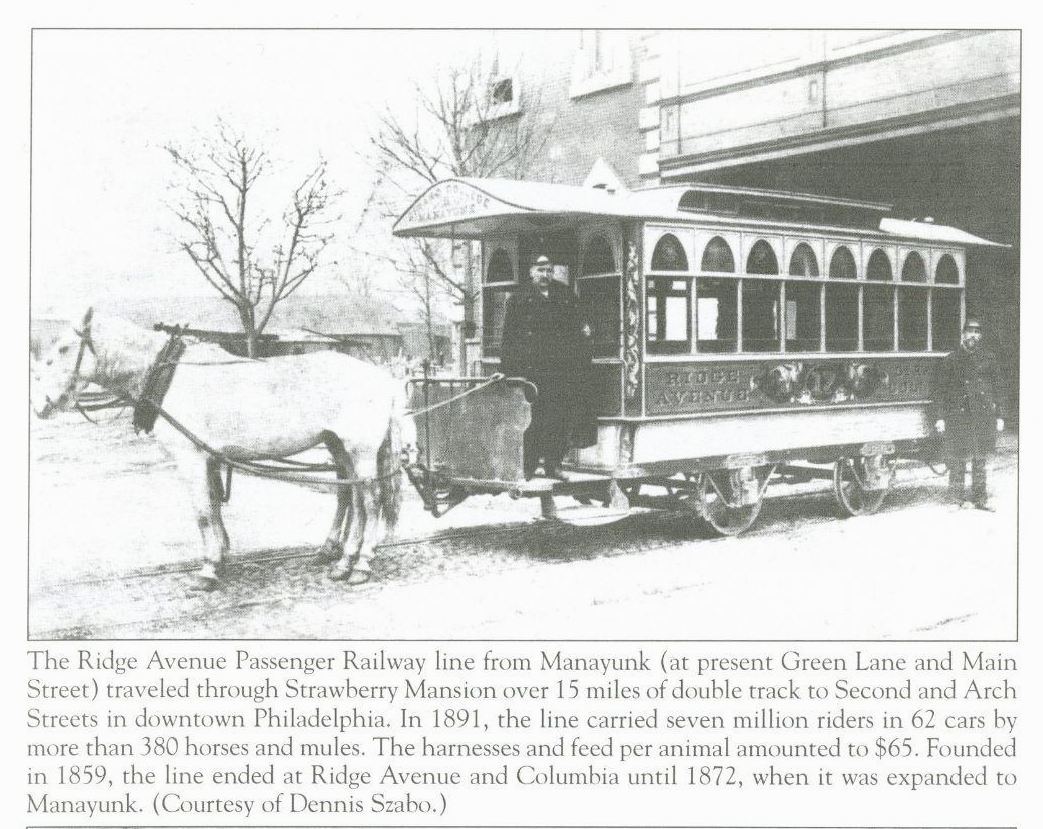 MANAYUNK
RIDGE
AVENUE
17
The Ridge Avenue Passenger Railway line from Manayunk (at present Green Lane and Main
Street) traveled through Strawberry Mansion over 15 miles of double track to Second and Arch
Streets in downtown Philadelphia. In 1891, the line carried seven million riders in 62 cars by
more than 380 horses and mules. The harnesses and feed per animal amounted to $65. Founded
in 1859, the line ended at Ridge Avenue and Columbia until 1872, when it was expanded to
Manayunk. (Courtesy of Dennis Szabo.)